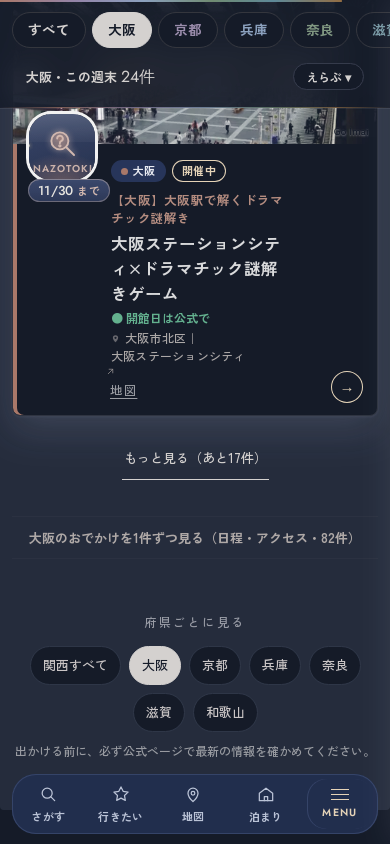 すべて 大阪 京都 兵庫 奈良
大阪・この週末 24件 えらぶ▼
NAZOTOKI
11/30 まで
大阪 開催中
【大阪】大阪駅で解くドラマ
チック謎解き
大阪ステーションシテ
ィ×ドラマチック謎解
きゲーム
開館日は公式で
大阪市北区｜
大阪ステーションシティ
↗
地図
→
もっと見る（あと17件）
大阪のおでかけを1件ずつ見る（日程・アクセス・82件）
府県ごとに見る
関西すべて 大阪 京都 兵庫 奈良
滋賀 和歌山
出かける前に、必ず公式ページで最新の情報を確かめてください。
さがす 行きたい 地図 泊まり MENU